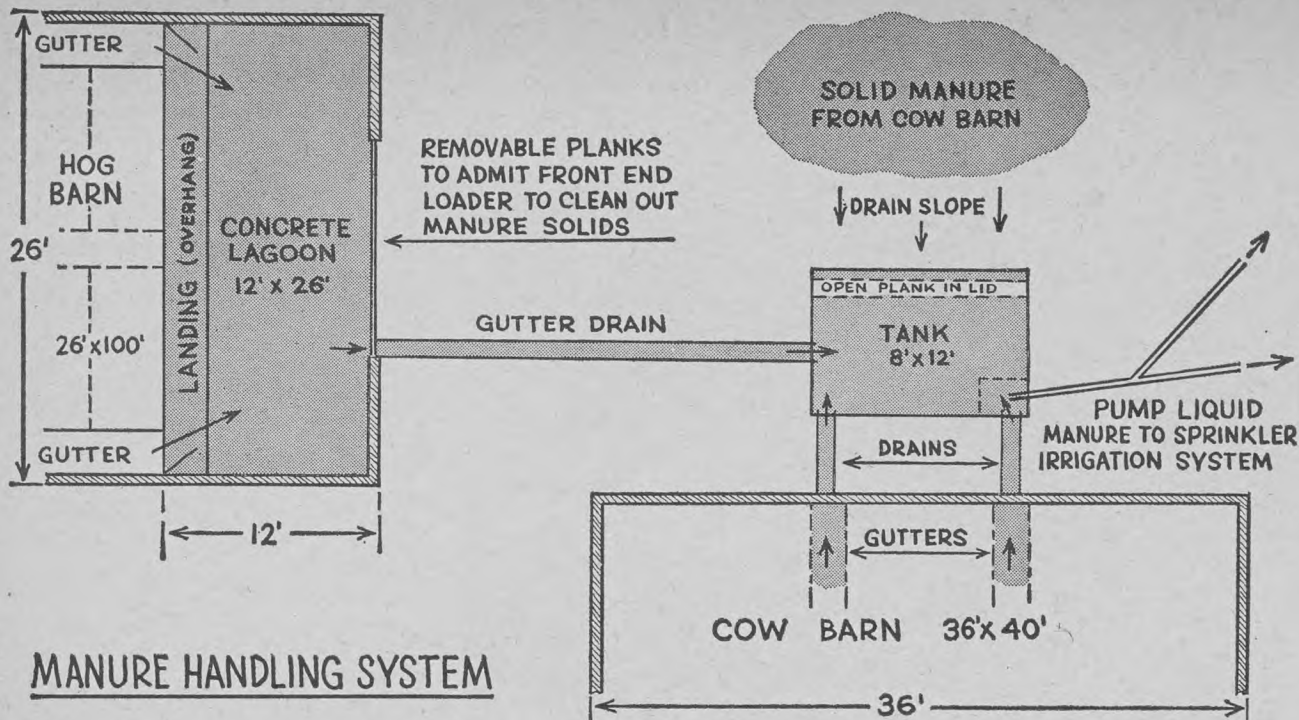 GUTTER
HOG
BARN
26'
26'x100'
GUTTER
LANDING (OVERHANG)
CONCRETE
LAGOON
12' x 26'
12'
REMOVABLE PLANKS
TO ADMIT FRONT END
LOADER TO CLEAN OUT
MANURE SOLIDS
GUTTER DRAIN
SOLID MANURE
FROM COW BARN
DRAIN SLOPE
OPEN PLANK IN LID
TANK
8'x12'
PUMP LIQUID
MANURE TO SPRINKLER
IRRIGATION SYSTEM
DRAINS
GUTTERS
COW BARN 36'x 40'
36'
MANURE HANDLING SYSTEM